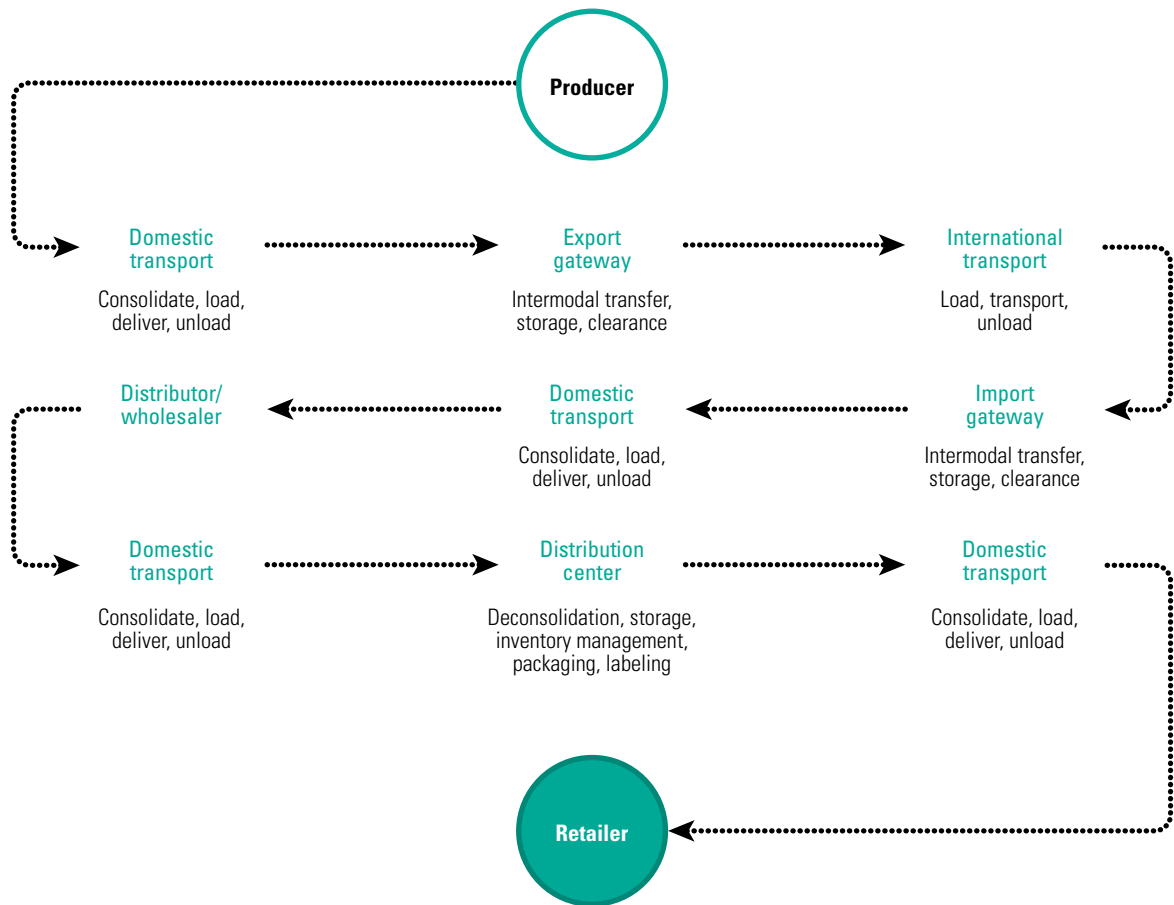 Producer
Domestic
transport
Consolidate, load,
deliver, unload
Export
gateway
Intermodal transfer,
storage, clearance
International
transport
Load, transport,
unload
Import
gateway
Intermodal transfer,
storage, clearance
Domestic
transport
Consolidate, load,
deliver, unload
Distributor/
wholesaler
Domestic
transport
Consolidate, load,
deliver, unload
Distribution
center
Deconsolidation, storage,
inventory management,
packaging, labeling
Domestic
transport
Consolidate, load,
deliver, unload
Retailer